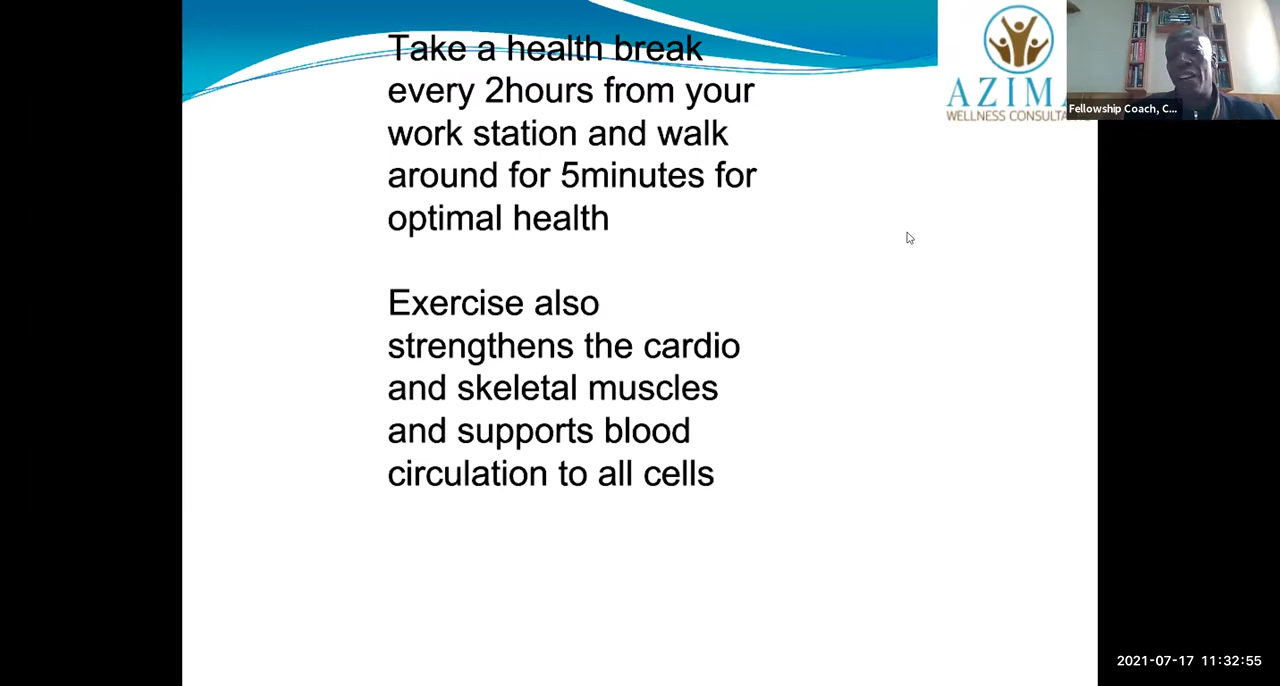 Take a health break
every 2hours from your
work station and walk
around for 5minutes for
optimal health
Exercise also
strengthens the cardio
and skeletal muscles
and supports blood
circulation to all cells
AZIM
WELLNESS CONSULTA
Fellowship Coach, C...
2021-07-17 11:32:55